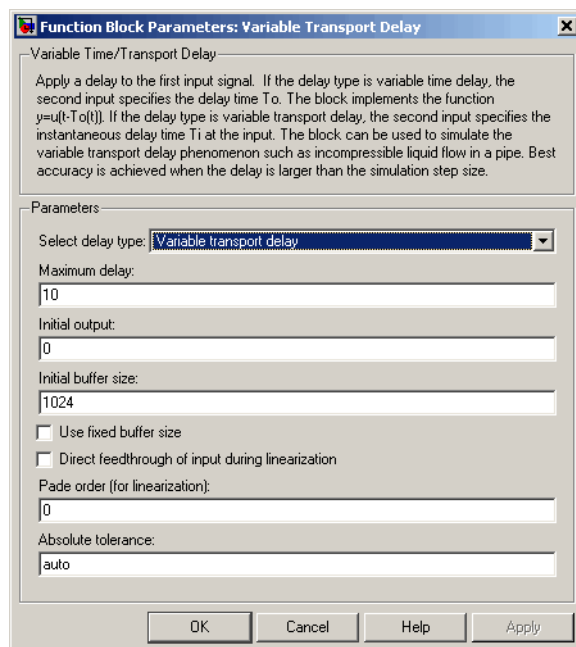 Function Block Parameters: Variable Transport Delay
Variable Time/Transport Delay
Apply a delay to the first input signal. If the delay type is variable time delay, the
second input specifies the delay time To. The block implements the function
y=u(t-To(t)). If the delay type is variable transport delay, the second input specifies the
instantaneous delay time Ti at the input. The block can be used to simulate the
variable transport delay phenomenon such as incompressible liquid flow in a pipe. Best
accuracy is achieved when the delay is larger than the simulation step size.
Parameters
Select delay type: Variable transport delay
Maximum delay:
10
Initial output:
0
Initial buffer size:
1024
Use fixed buffer size
Direct feedthrough of input during linearization
Pade order (for linearization):
0
Absolute tolerance:
auto
OK Cancel Help Apply